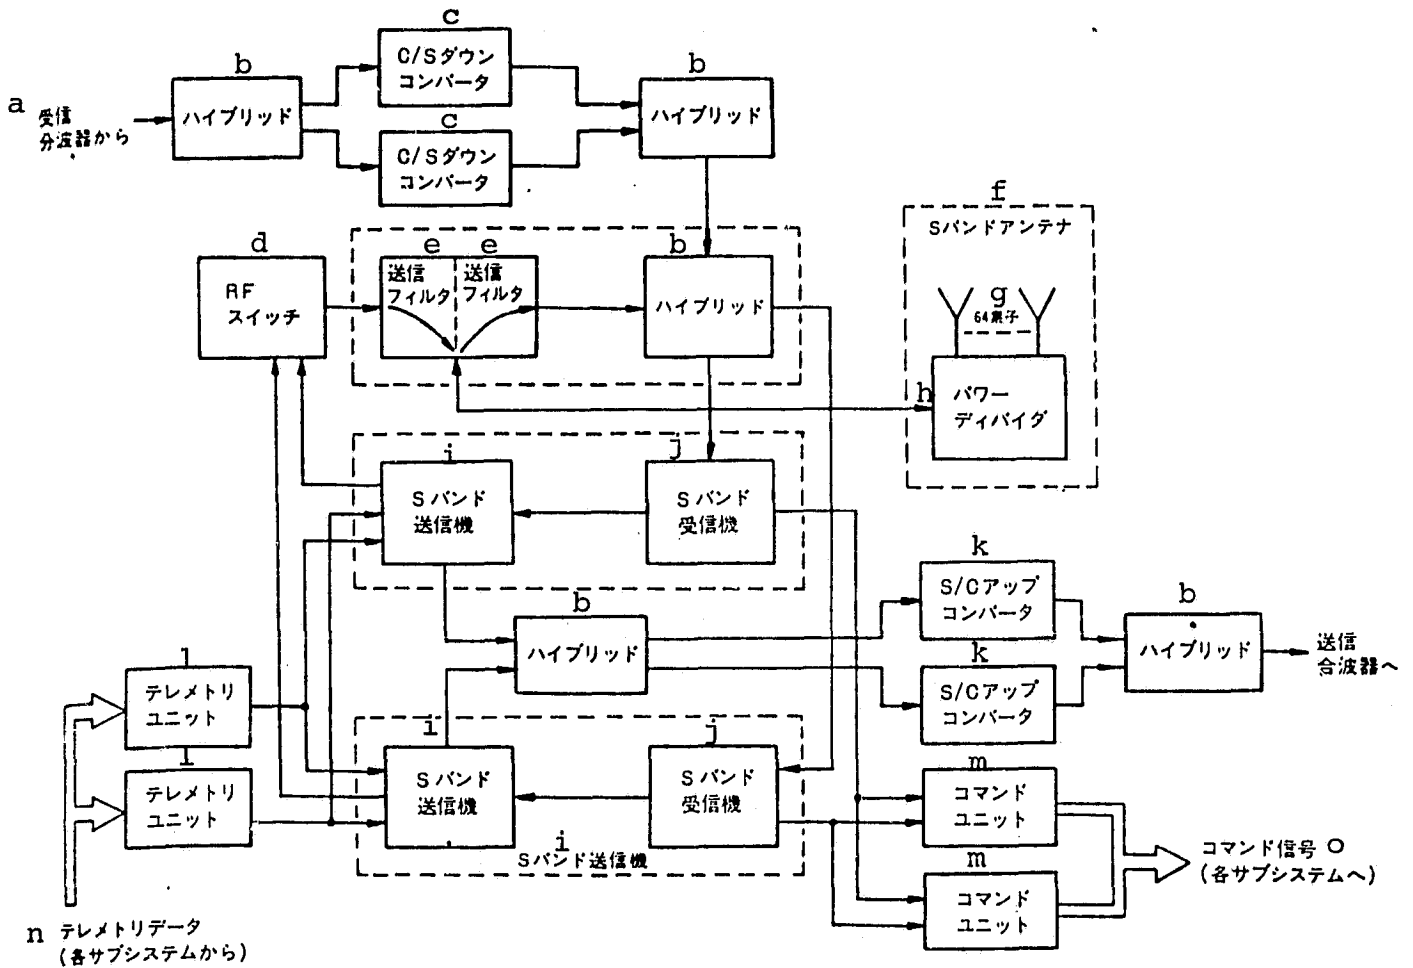 c
b
C/Sダウン
コンバータ
b
a
受信
分波器から
ハイブリッド
c
C/Sダウン
コンバータ
ハイブリッド
f
Sバンドアンテナ
d
RF
スイッチ
e
e
送信
フィルタ
送信
フィルタ
b
ハイブリッド
g
64素子
h
パワー
ディバイダ
i
Sバンド
送信機
j
Sバンド
受信機
k
S/Cアップ
コンバータ
b
ハイブリッド
b
ハイブリッド
送信
合波器へ
k
S/Cアップ
コンバータ
l
テレメトリ
ユニット
l
テレメトリ
ユニット
i
Sバンド
送信機
j
Sバンド
受信機
i
Sバンド送信機
m
コマンド
ユニット
m
コマンド
ユニット
コマンド信号 o
(各サブシステムへ)
n テレメトリデータ
(各サブシステムから)